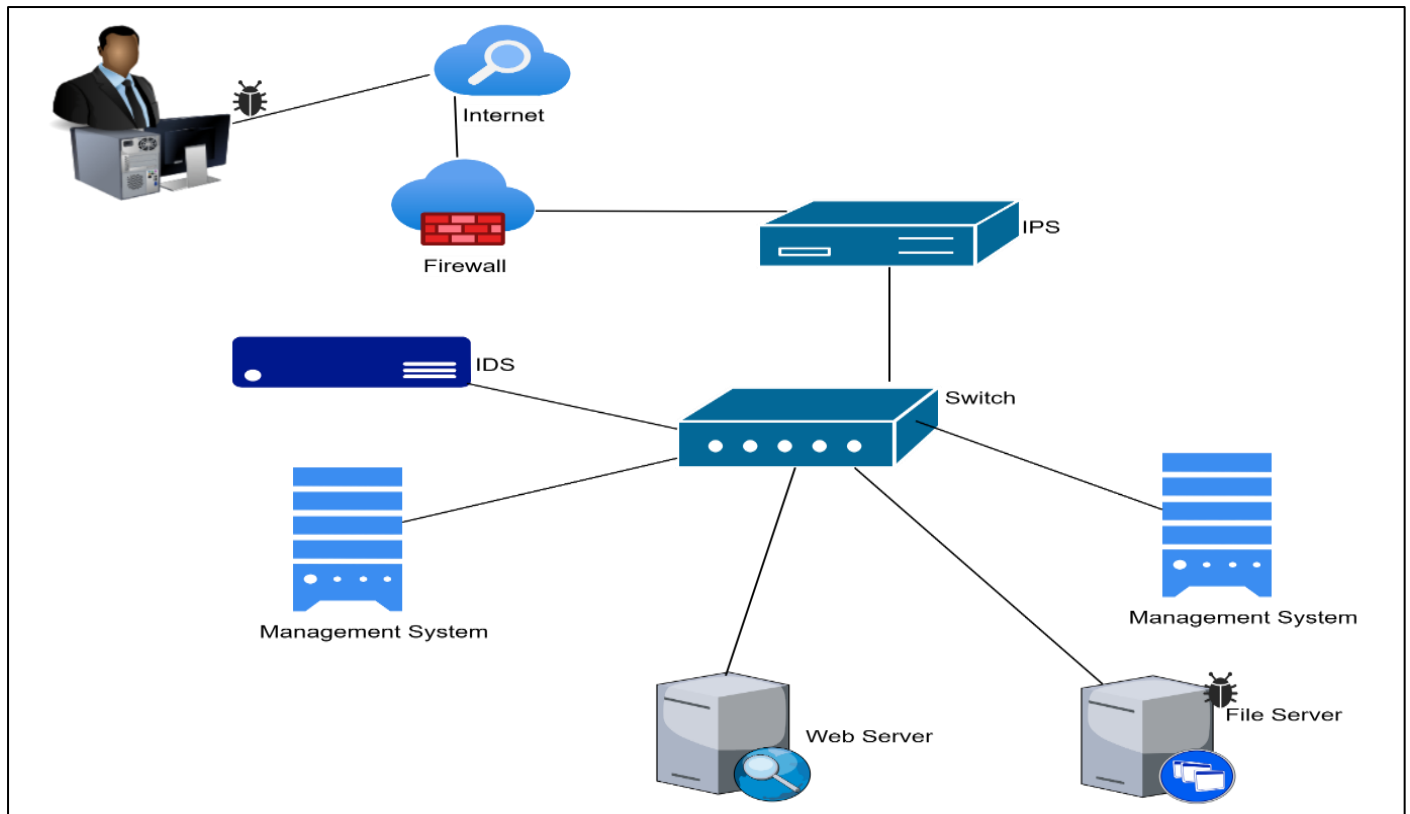 Internet
Firewall
IPS
IDS
Switch
Management System
Management System
Web Server
File Server